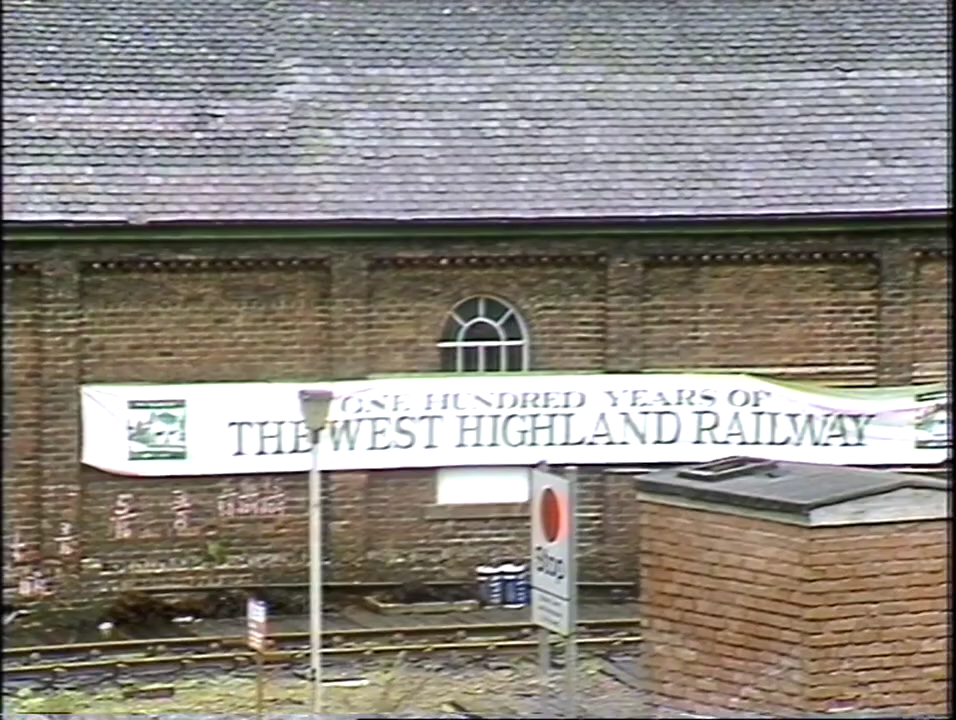 ONE HUNDRED YEARS OF
THE WEST HIGHLAND RAILWAY
Stop